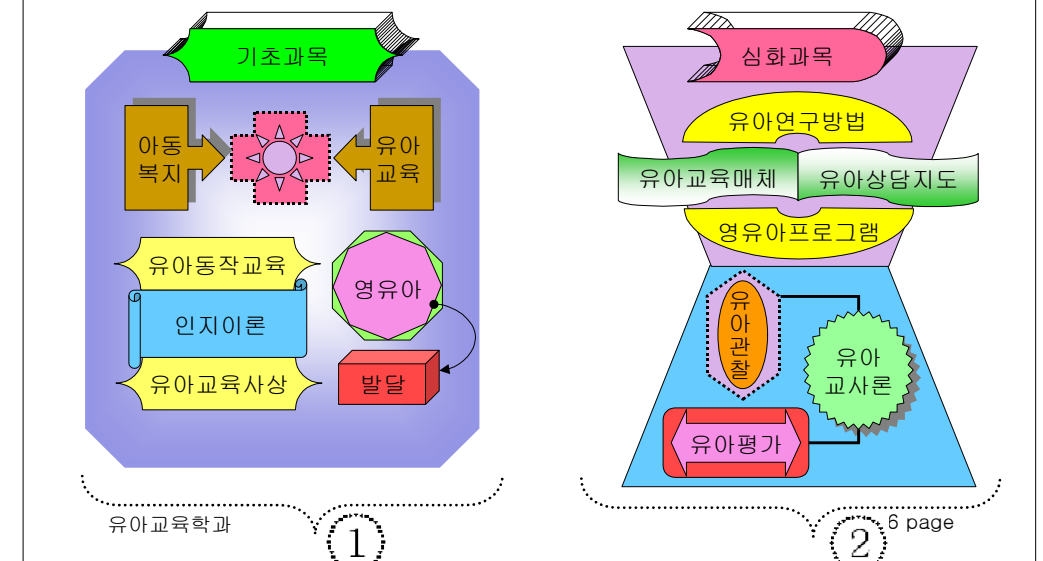 기초과목
아동
복지
유아
교육
유아동작교육
인지이론
유아교육사상
영유아
발달
유아교육학과
1
심화과목
유아연구방법
유아교육매체
유아상담지도
영유아프로그램
유
아
관
찰
유아
교사론
유아평가
6 page
2